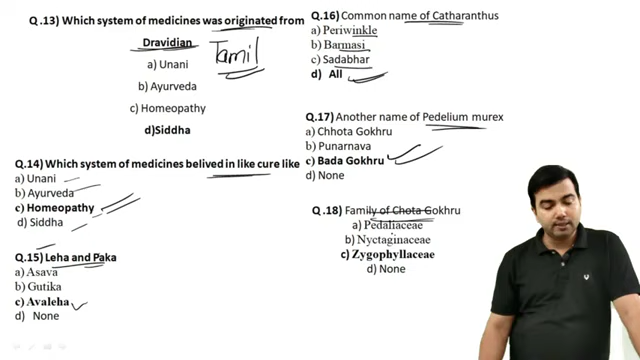 Q.13) Which system of medicines was originated from
Dravidian
Tamil
a) Unani
b) Ayurveda
c) Homeopathy
d)Siddha
Q.14) Which system of medicines belived in like cure like
a) Unani
b) Ayurveda
c) Homeopathy
d) Siddha
Q.15) Leha and Paka
a) Asava
b) Gutika
c) Avaleha
d) None
Q.16) Common name of Catharanthus
a) Periwinkle
b) Barmasi
c) Sadabhar
d) All
Q.17) Another name of Pedelium murex
a) Chhota Gokhru
b) Punarnava
c) Bada Gokhru
d) None
Q.18) Family of Chota Gokhru
a) Pedaliaceae
b) Nyctaginaceae
c) Zygophyllaceae
d) None